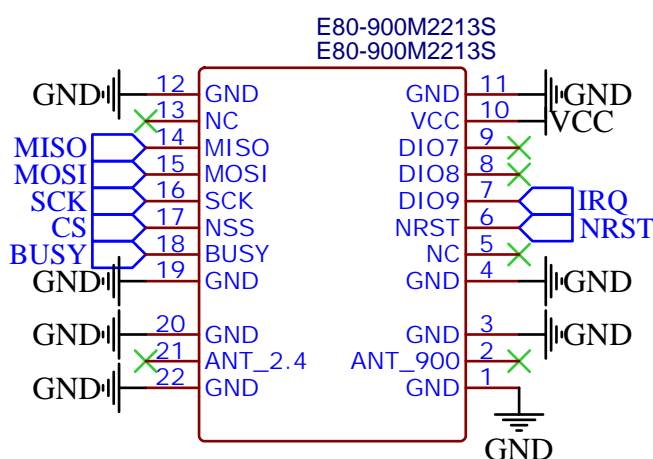 E80-900M2213S
E80-900M2213S
GND 12 GND GND 11 GND
13 NC VCC 10 VCC
MISO 14 MISO DIO7 9
MOSI 15 MOSI DIO8 8
SCK 16 SCK DIO9 7 IRQ
CS 17 NSS NRST 6 NRST
BUSY 18 BUSY NC 5
GND 19 GND GND 4 GND
GND 20 GND GND 3 GND
21 ANT_2.4 ANT_900 2
GND 22 GND GND 1
GND